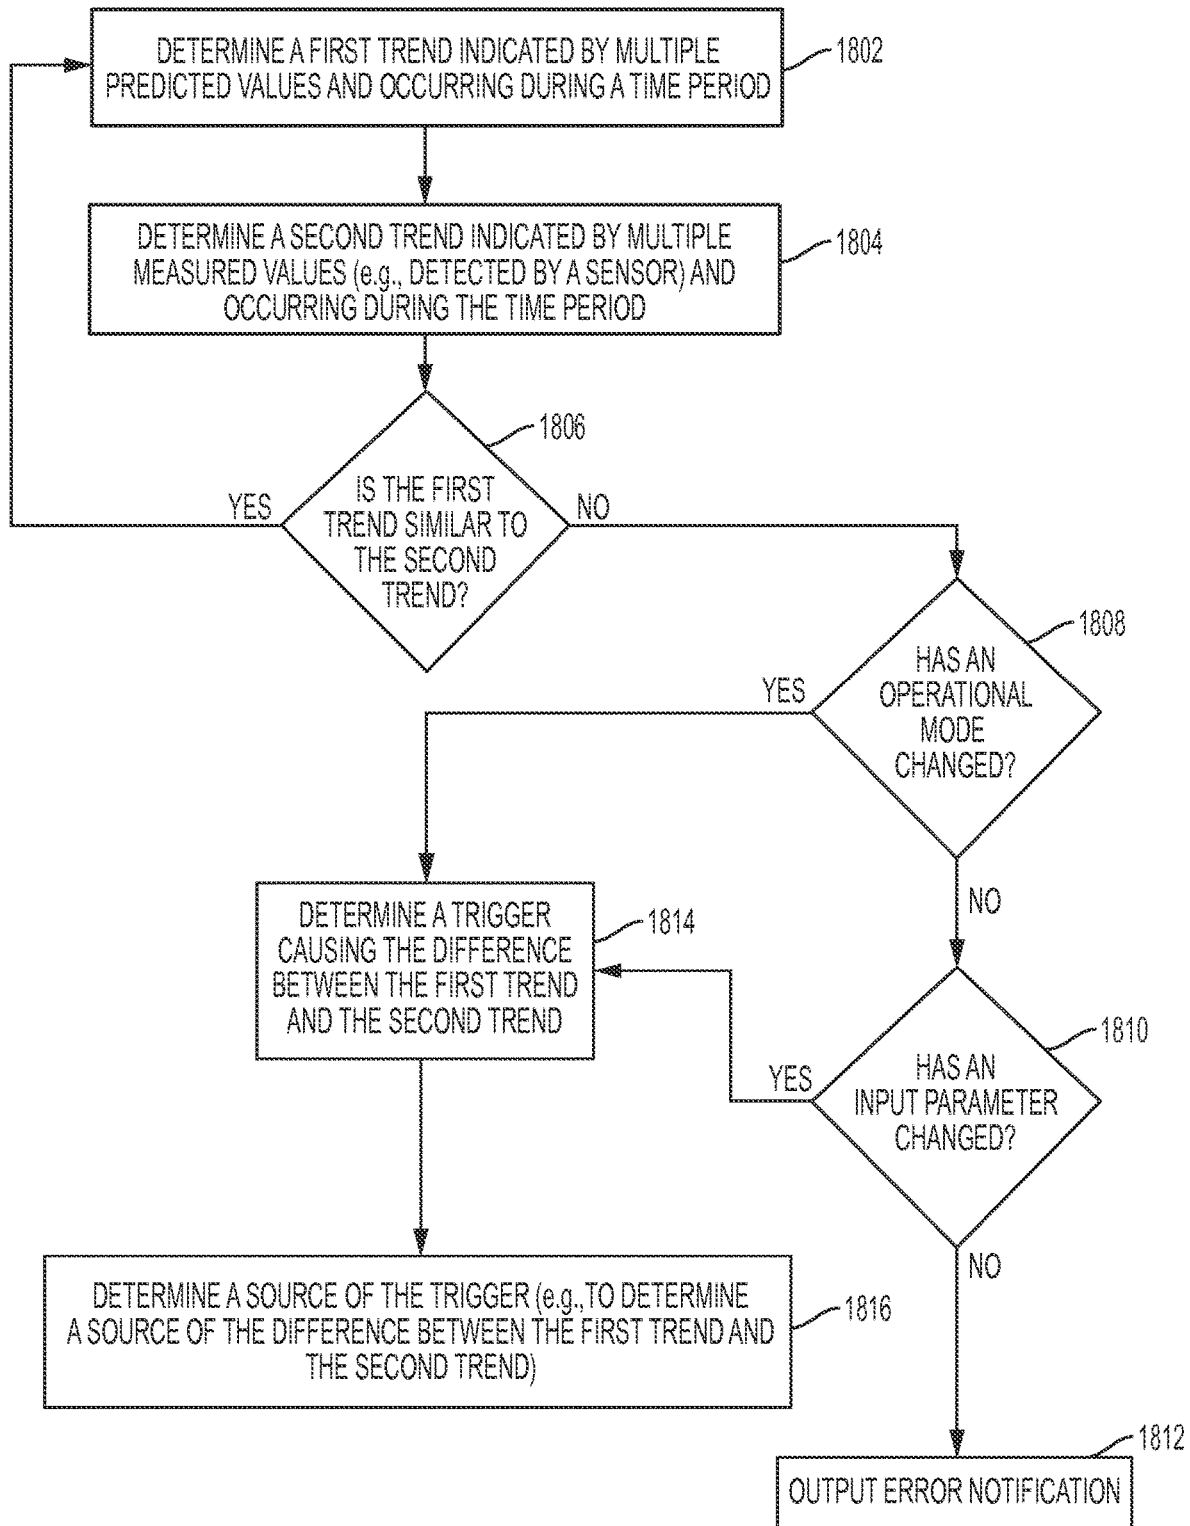 DETERMINE A FIRST TREND INDICATED BY MULTIPLE
PREDICTED VALUES AND OCCURRING DURING A TIME PERIOD
1802
DETERMINE A SECOND TREND INDICATED BY MULTIPLE
MEASURED VALUES (e.g., DETECTED BY A SENSOR) AND
OCCURRING DURING THE TIME PERIOD
1804
1806
IS THE FIRST
TREND SIMILAR TO
THE SECOND
TREND?
YES
NO
1808
HAS AN
OPERATIONAL
MODE
CHANGED?
YES
NO
DETERMINE A TRIGGER
CAUSING THE DIFFERENCE
BETWEEN THE FIRST TREND
AND THE SECOND TREND
1814
1810
HAS AN
INPUT PARAMETER
CHANGED?
YES
NO
DETERMINE A SOURCE OF THE TRIGGER (e.g.,TO DETERMINE
A SOURCE OF THE DIFFERENCE BETWEEN THE FIRST TREND AND
THE SECOND TREND)
1816
1812
OUTPUT ERROR NOTIFICATION